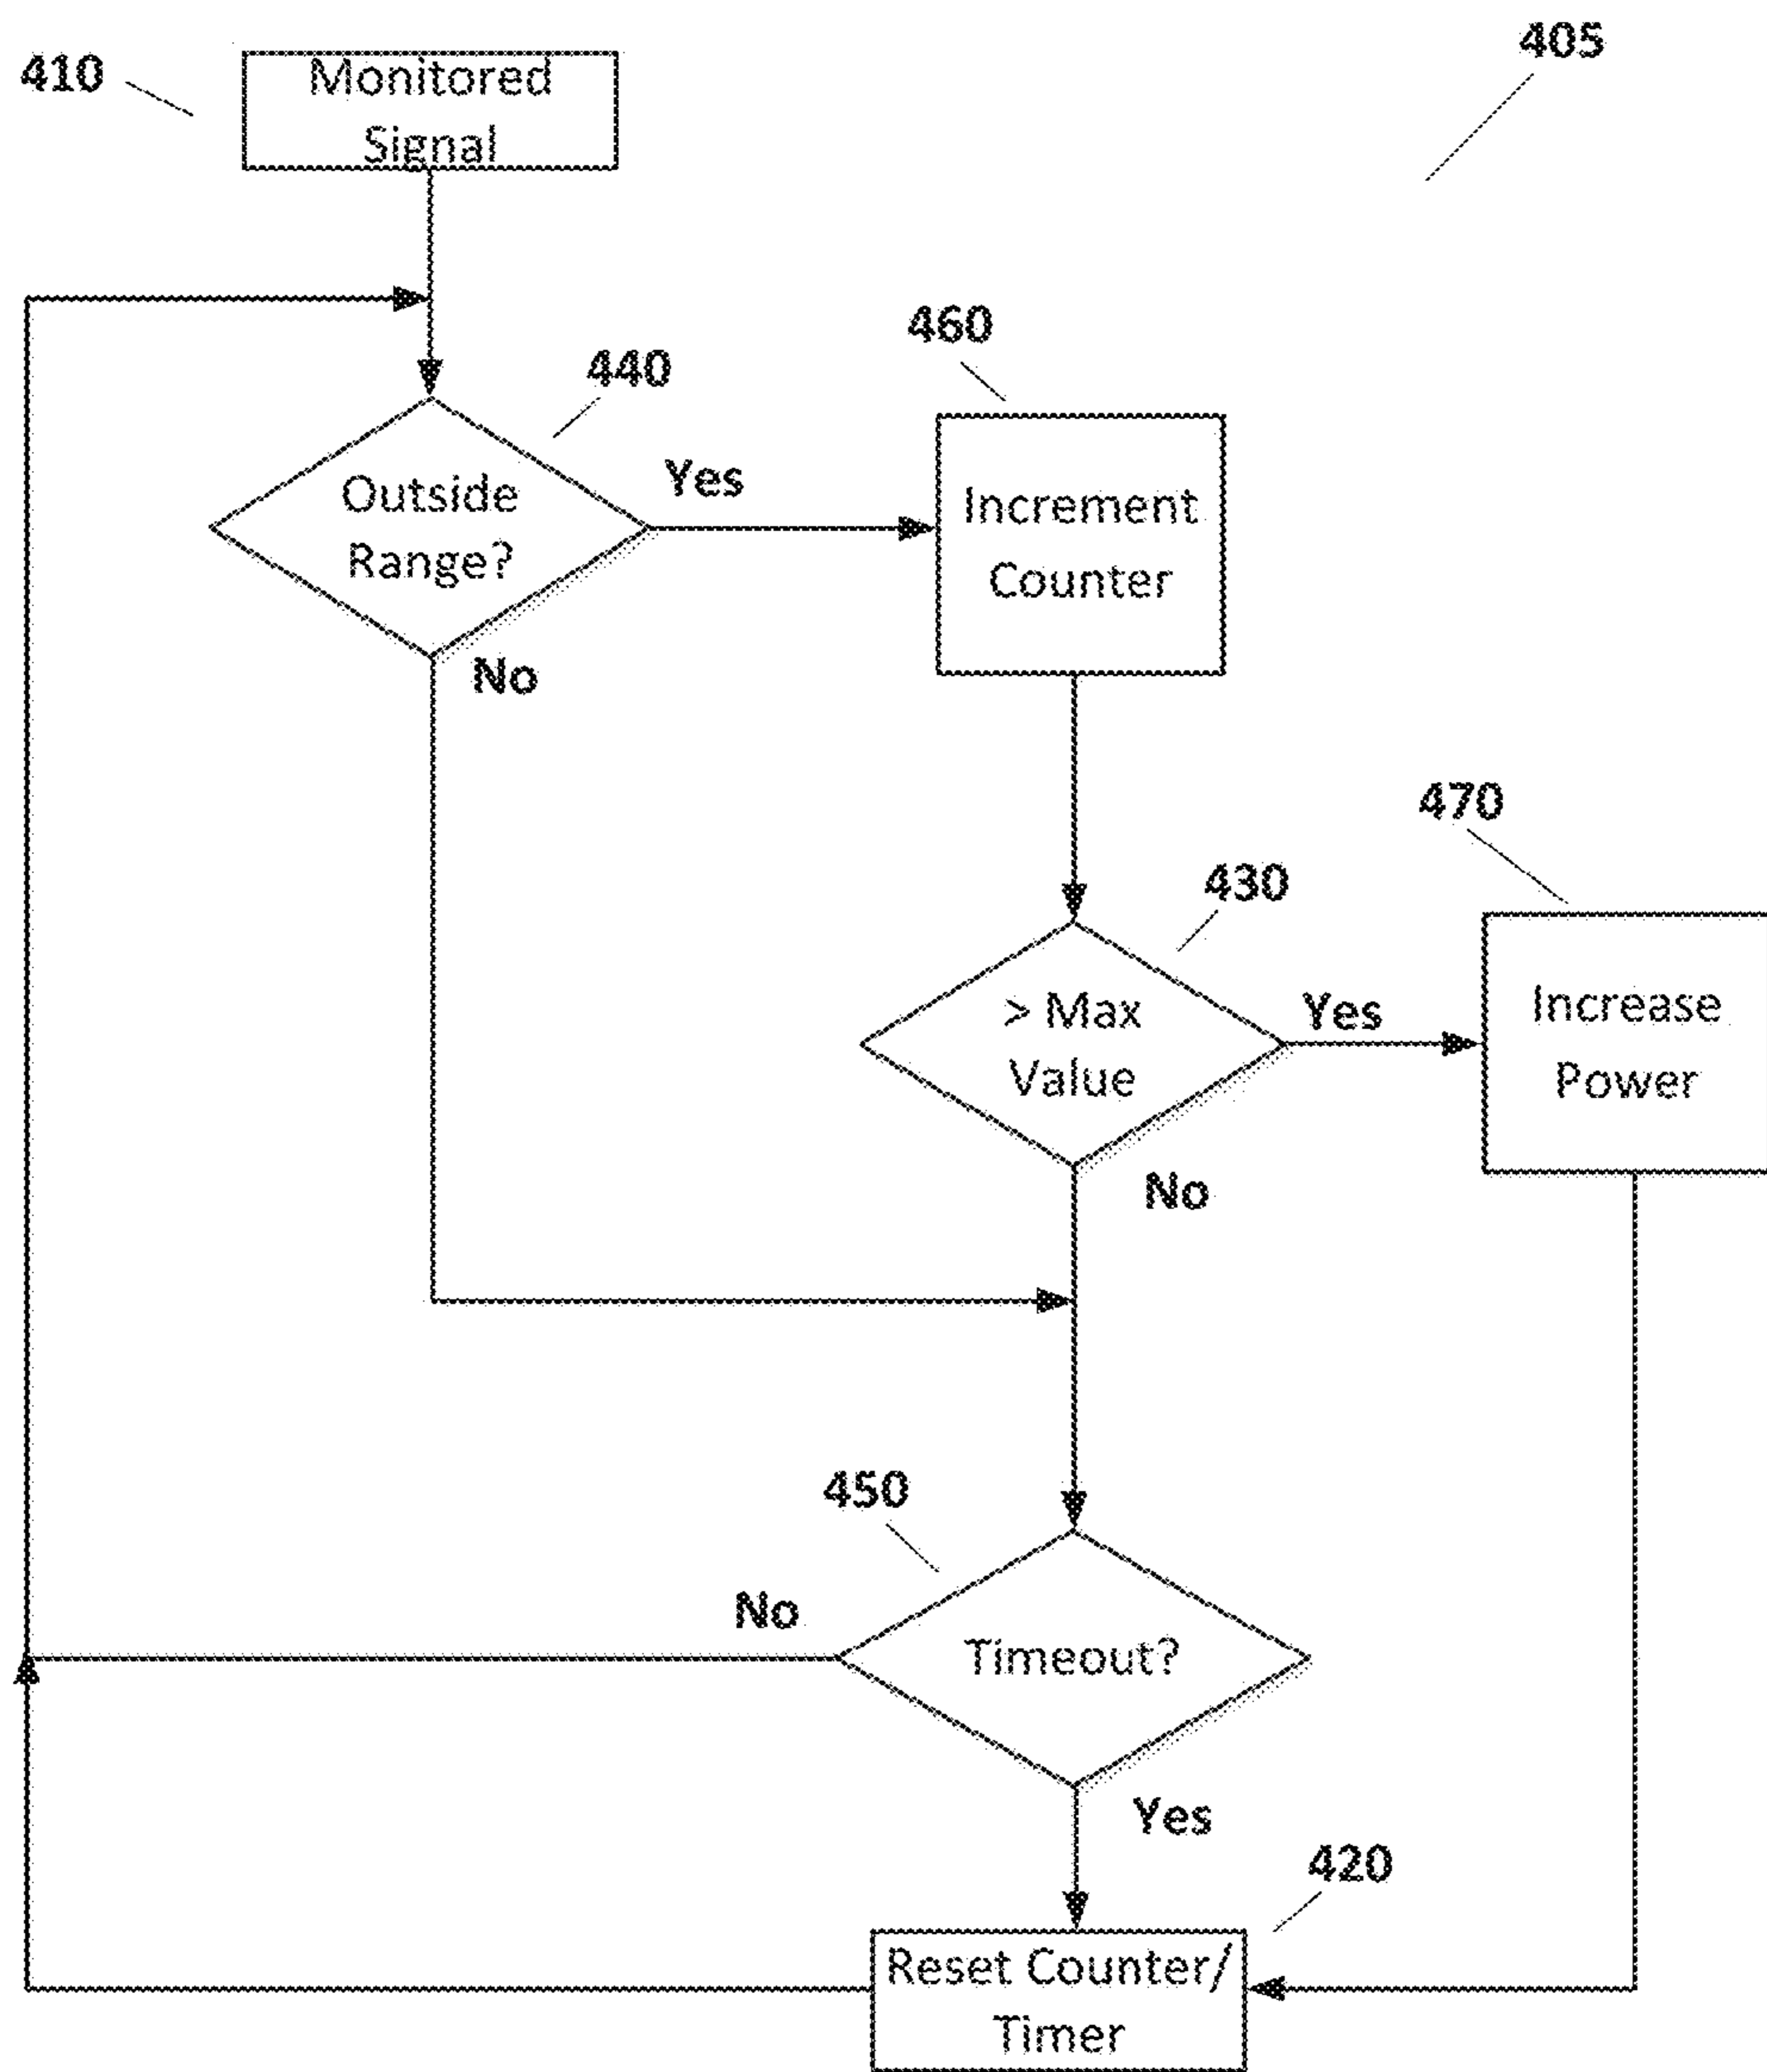 405
410
Monitored
Signal
460
440
Yes
Outside
Range?
Increment
Counter
No
470
430
> Max
Value
Yes
Increase
Power
No
450
No
Timeout?
Yes
420
Reset Counter/
Timer